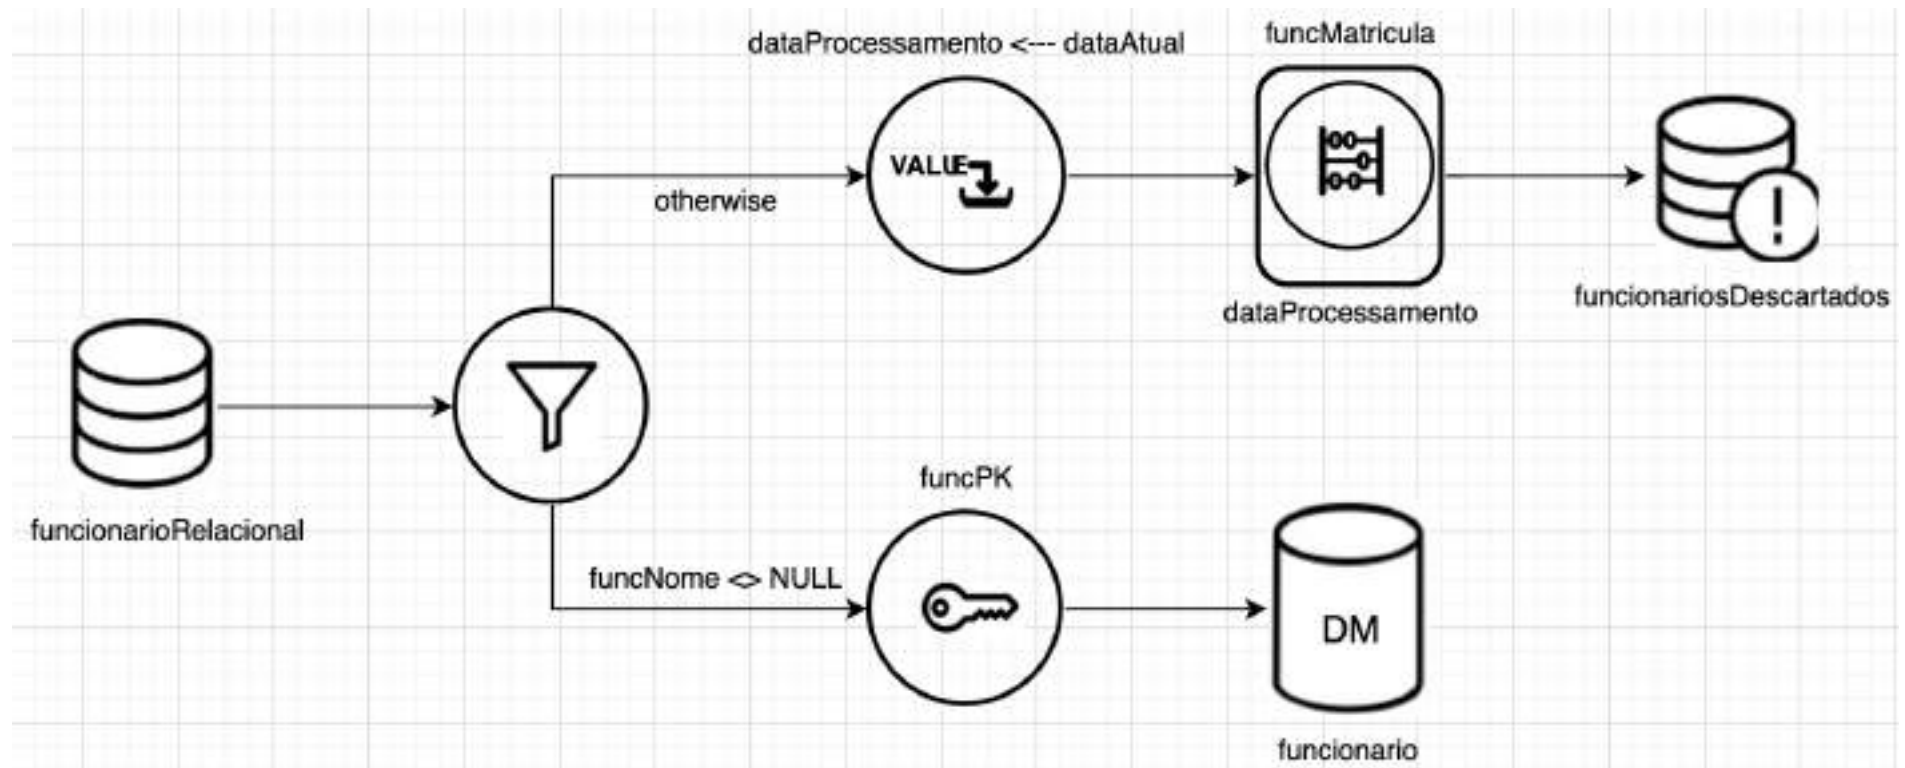 dataProcessamento <--- dataAtual
funcMatricula
VALUE
otherwise
dataProcessamento
funcionariosDescartados
funcionarioRelacional
funcPK
funcNome <> NULL
DM
funcionario